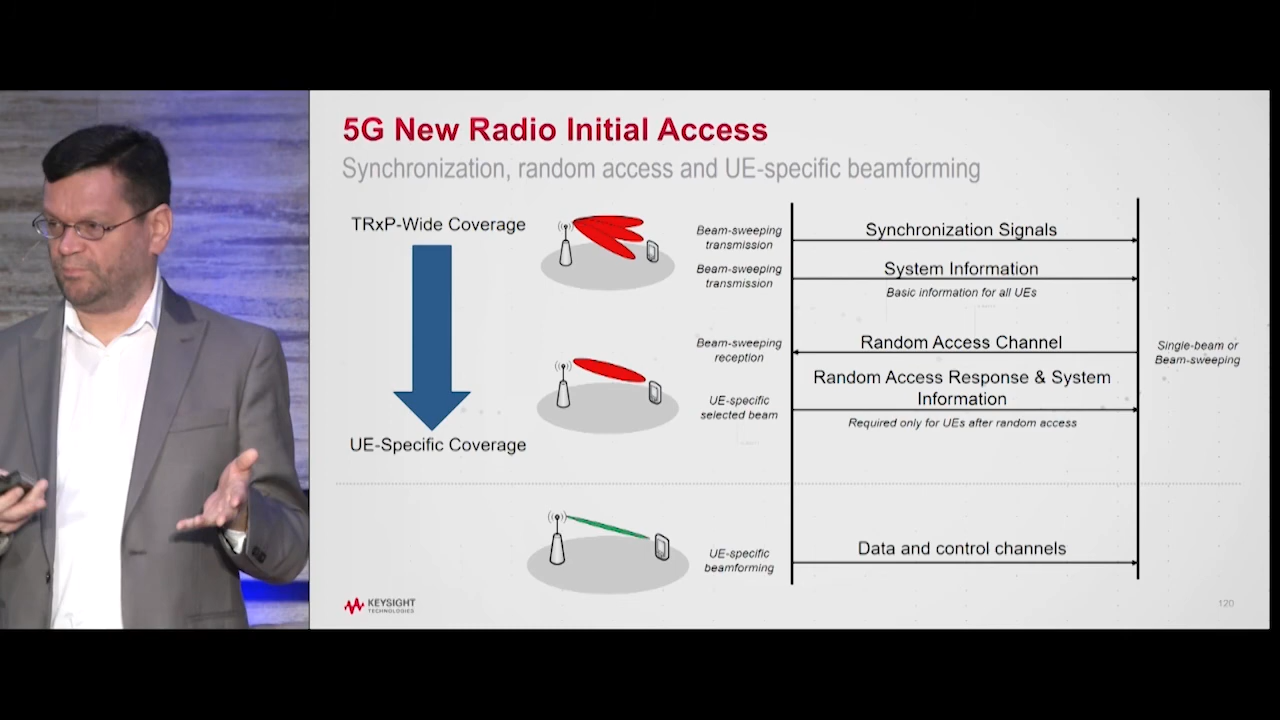 5G New Radio Initial Access
Synchronization, random access and UE-specific beamforming
TRxP-Wide Coverage
UE-Specific Coverage
Beam-sweeping
transmission
Synchronization Signals
Beam-sweeping
transmission
System Information
Basic information for all UEs
Beam-sweeping
reception
Random Access Channel
Single-beam or
Beam-sweeping
UE-specific
selected beam
Random Access Response & System
Information
Required only for UEs after random access
UE-specific
beamforming
Data and control channels
KEYSIGHT
TECHNOLOGIES
120